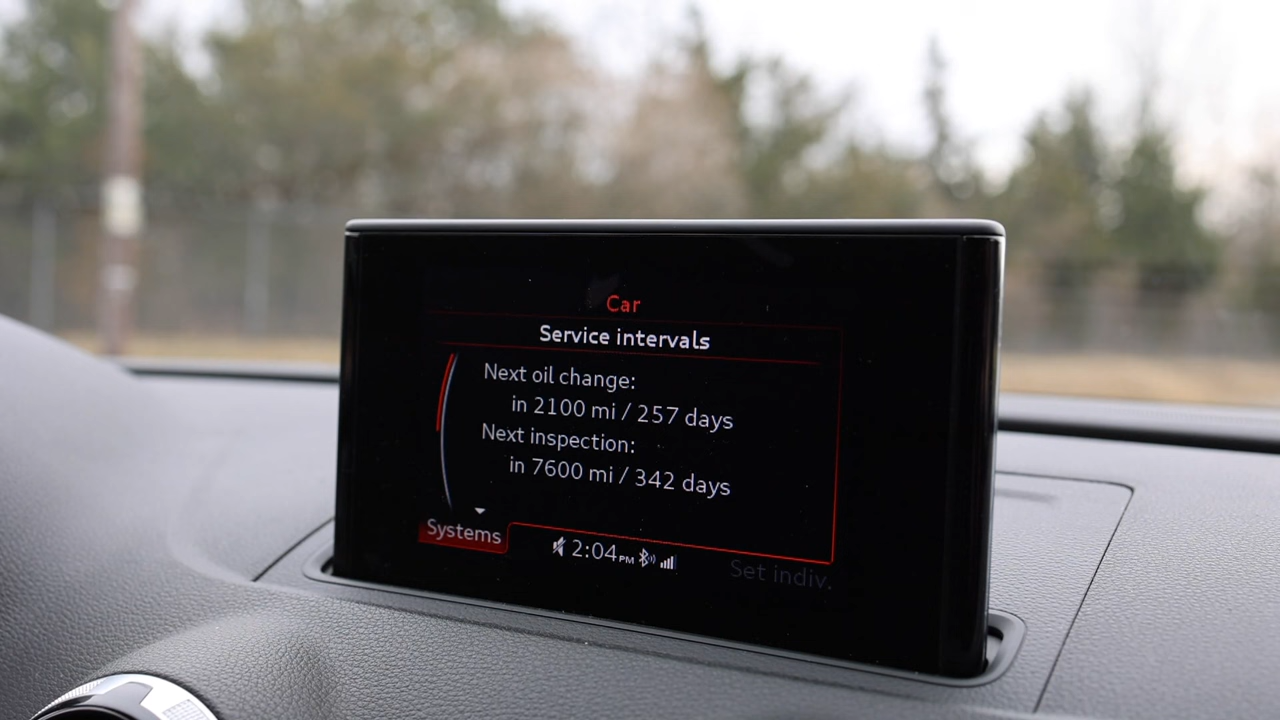 Car
Service intervals
Next oil change:
in 2100 mi / 257 days
Next inspection:
in 7600 mi / 342 days
Systems
2:04 PM
Set indiv.